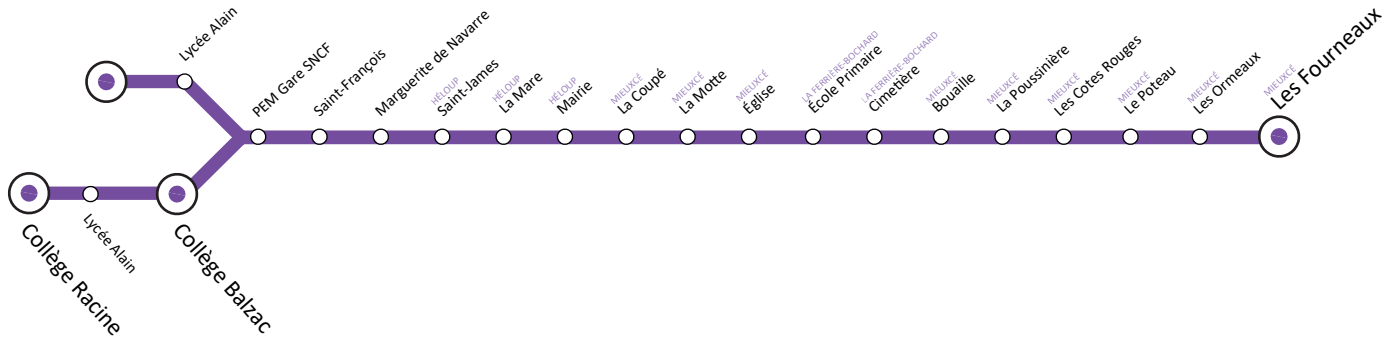 Lycée Alain
PEM Gare SNCF
Saint-François
Marguerite de Navarre
HÉLOUP
Saint-James
HÉLOUP
La Mare
HÉLOUP
Mairie
MIEUXCÉ
La Coupé
MIEUXCÉ
La Motte
MIEUXCÉ
Église
LA FERRIÈRE-BOCHARD
École Primaire
LA FERRIÈRE-BOCHARD
Cimetière
MIEUXCÉ
Bouaille
MIEUXCÉ
La Poussinière
MIEUXCÉ
Les Cotes Rouges
MIEUXCÉ
Le Poteau
MIEUXCÉ
Les Ormeaux
MIEUXCÉ
Les Fourneaux
Collège Racine
Lycée Alain
Collège Balzac